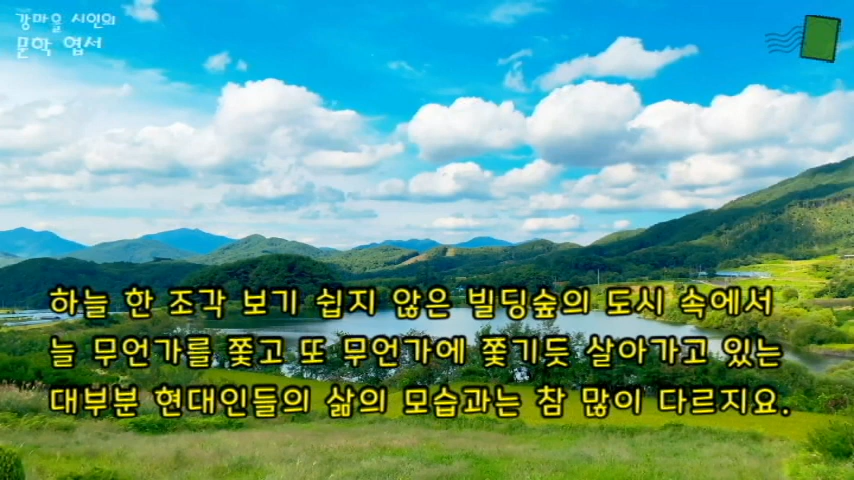 강마을 시인의
문학 엽서
하늘 한 조각 보기 쉽지 않은 빌딩숲의 도시 속에서
늘 무언가를 쫓고 또 무언가에 쫓기듯 살아가고 있는
대부분 현대인들의 삶의 모습과는 참 많이 다르지요.